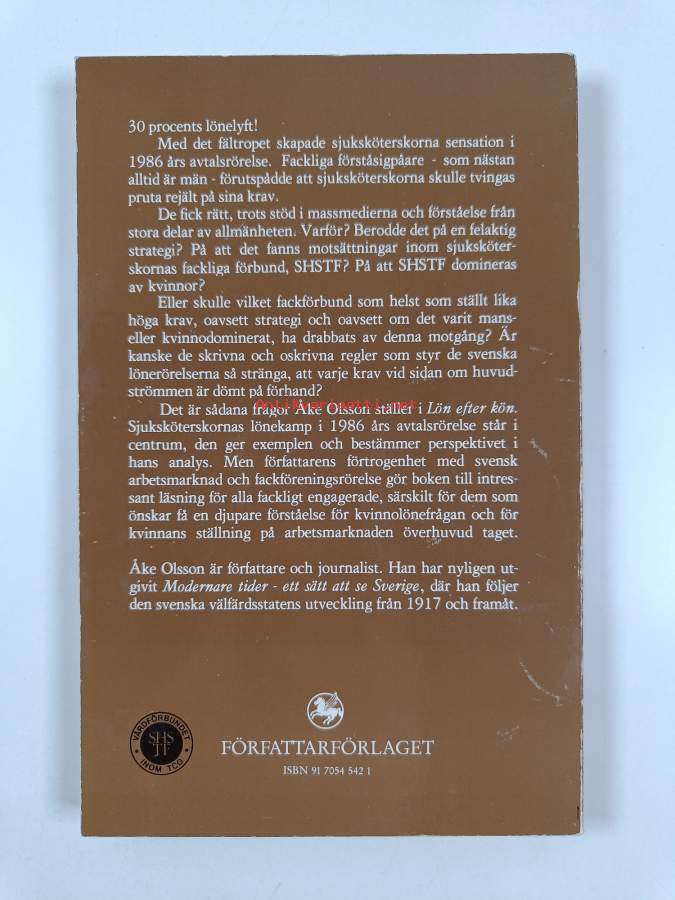 30 procents lönelyft!
Med det fältropet skapade sjuksköterskorna sensation i
1986 års avtalsrörelse. Fackliga förståsigpåare - som nästan
alltid är män - förutspådde att sjuksköterskorna skulle tvingas
pruta rejält på sina krav.
De fick rätt, trots stöd i massmedierna och förståelse från
stora delar av allmänheten. Varför? Berodde det på en felaktig
strategi? På att det fanns motsättningar inom sjuksköter-
skornas fackliga förbund, SHSTF? På att SHSTF domineras
av kvinnor?
Eller skulle vilket fackförbund som helst som ställt lika
höga krav, oavsett strategi och oavsett om det varit mans-
eller kvinnodominerat, ha drabbats av denna motgång? Är
kanske de skrivna och oskrivna regler som styr de svenska
lönerörelserna så stränga, att varje krav vid sidan om huvud-
strömmen är dömt på förhand?
Det är sådana frågor Åke Olsson ställer i Lön efter kön.
Sjuksköterskornas lönekamp i 1986 års avtalsrörelse står i
centrum, den ger exemplen och bestämmer perspektivet i
hans analys. Men författarens förtrogenhet med svensk
arbetsmarknad och fackföreningsrörelse gör boken till intres-
sant läsning för alla fackligt engagerade, särskilt för dem som
önskar få en djupare förståelse för kvinnolönefrågan och för
kvinnans ställning på arbetsmarknaden överhuvud taget.
Åke Olsson är författare och journalist. Han har nyligen ut-
givit Modernare tider - ett sätt att se Sverige, där han följer
den svenska välfärdsstatens utveckling från 1917 och framåt.
VÅRDFÖRBUNDET
SHS
TF
INOM TCO
FÖRFATTARFÖRLAGET
ISBN 91 7054 542 1